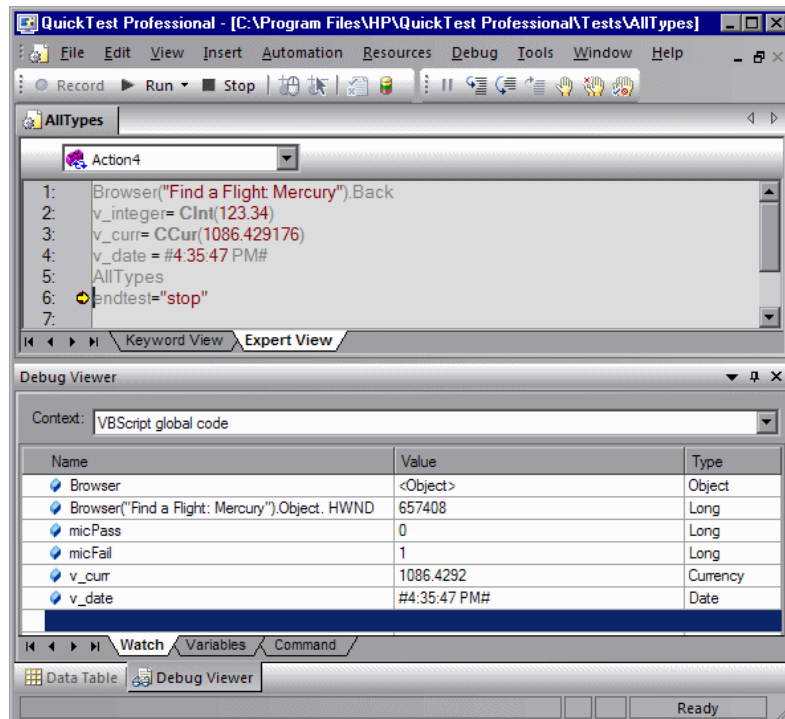 QuickTest Professional - [C:\Program Files\HP\QuickTest Professional\Tests\AllTypes]
File Edit View Insert Automation Resources Debug Tools Window Help
Record Run Stop
AllTypes
Action4
1: Browser("Find a Flight: Mercury").Back
2: v_integer= CInt(123.34)
3: v_curr= CCur(1086.429176)
4: v_date = #4:35:47 PM#
5: AllTypes
6: endtest="stop"
7:
Keyword View Expert View
Debug Viewer
Context: VBScript global code
Name Value Type
Browser <Object> Object
Browser("Find a Flight: Mercury").Object. HWND 657408 Long
micPass 0 Long
micFail 1 Long
v_curr 1086.4292 Currency
v_date #4:35:47 PM# Date
Watch Variables Command
Data Table Debug Viewer
Ready